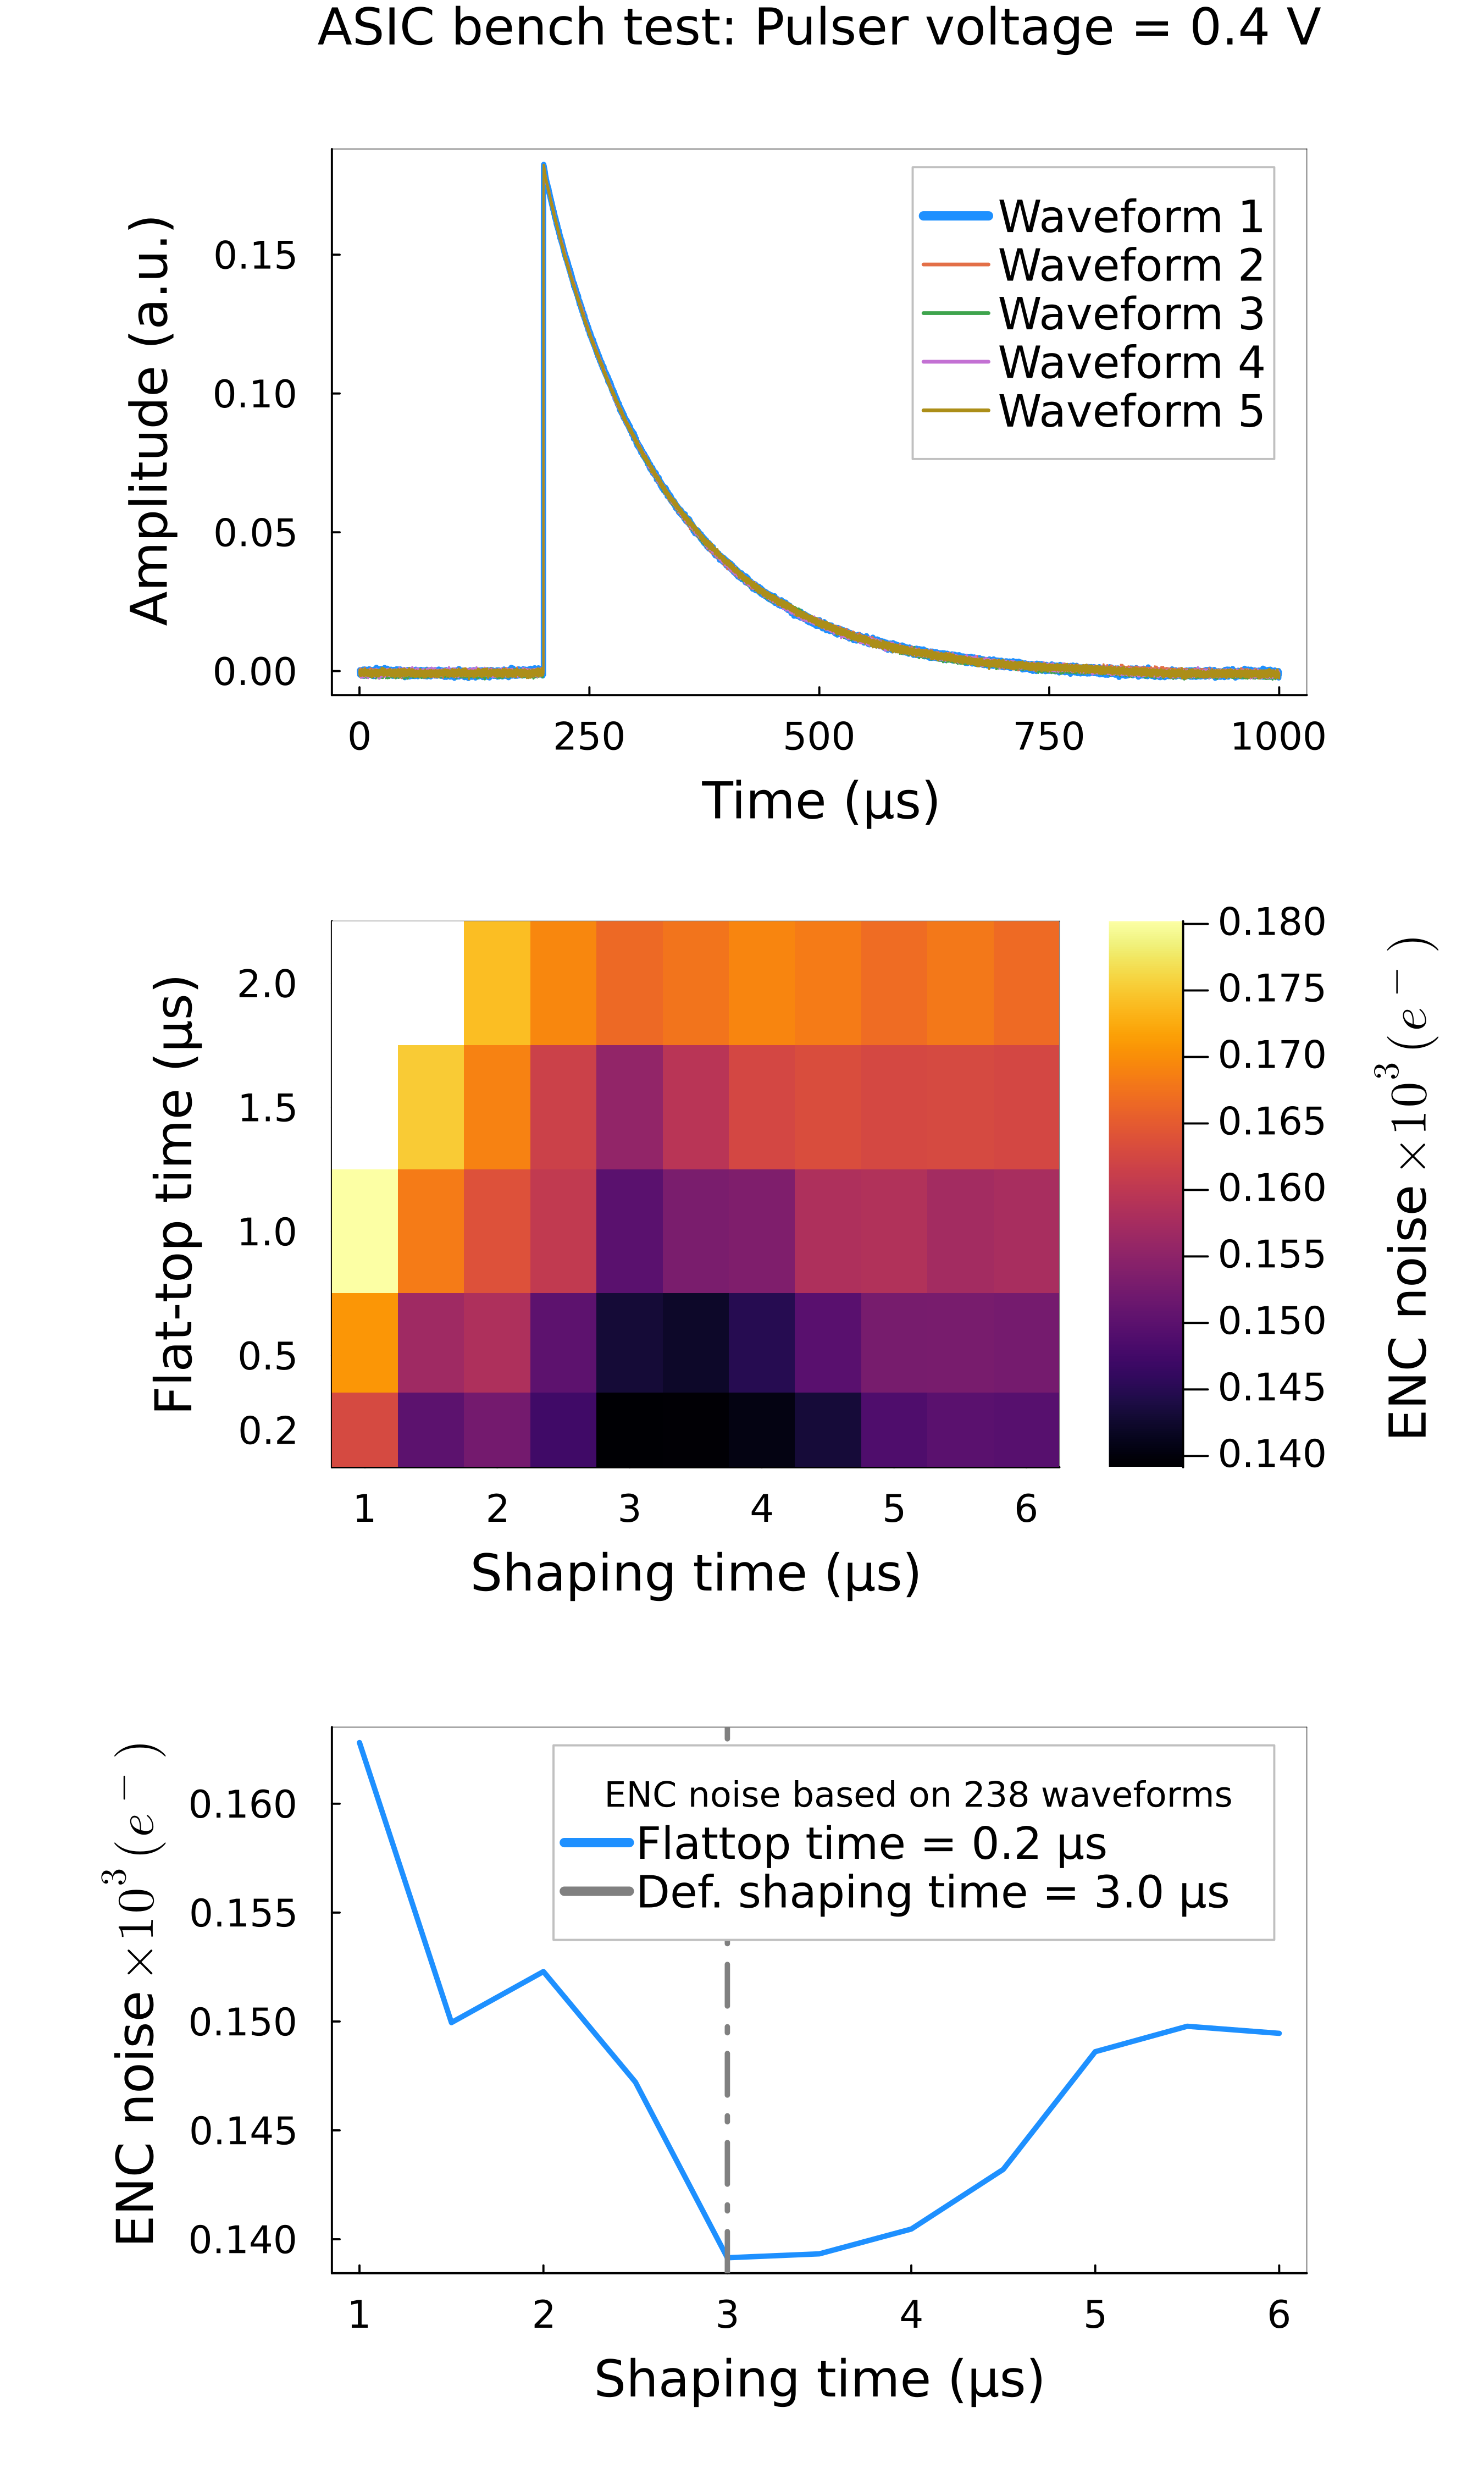 ASIC bench test: Pulser voltage = 0.4 V
Amplitude (a.u.)
0.15
0.10
0.05
0.00
Waveform 1
Waveform 2
Waveform 3
Waveform 4
Waveform 5
0 250 500 750 1000
Time (µs)
Flat-top time (µs)
2.0
1.5
1.0
0.5
0.2
1 2 3 4 5 6
Shaping time (µs)
0.180
0.175
0.170
0.165
0.160
0.155
0.150
0.145
0.140
ENC noise ×10³ (e⁻)
ENC noise ×10³ (e⁻)
0.160
0.155
0.150
0.145
0.140
ENC noise based on 238 waveforms
Flattop time = 0.2 µs
Def. shaping time = 3.0 µs
1 2 3 4 5 6
Shaping time (µs)